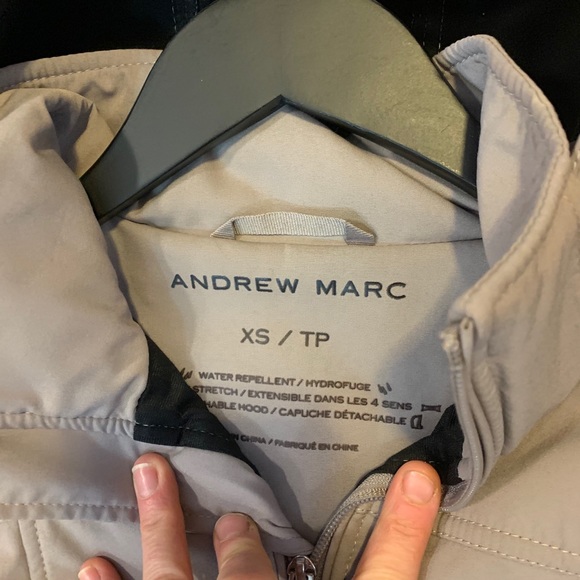 ANDREW MARC
XS / TP
WATER REPELLENT / HYDROFUGE
STRETCH / EXTENSIBLE DANS LES 4 SENS
HOOD / CAPUCHE DÉTACHABLE
CHINA / FABRIQUÉ EN CHINE